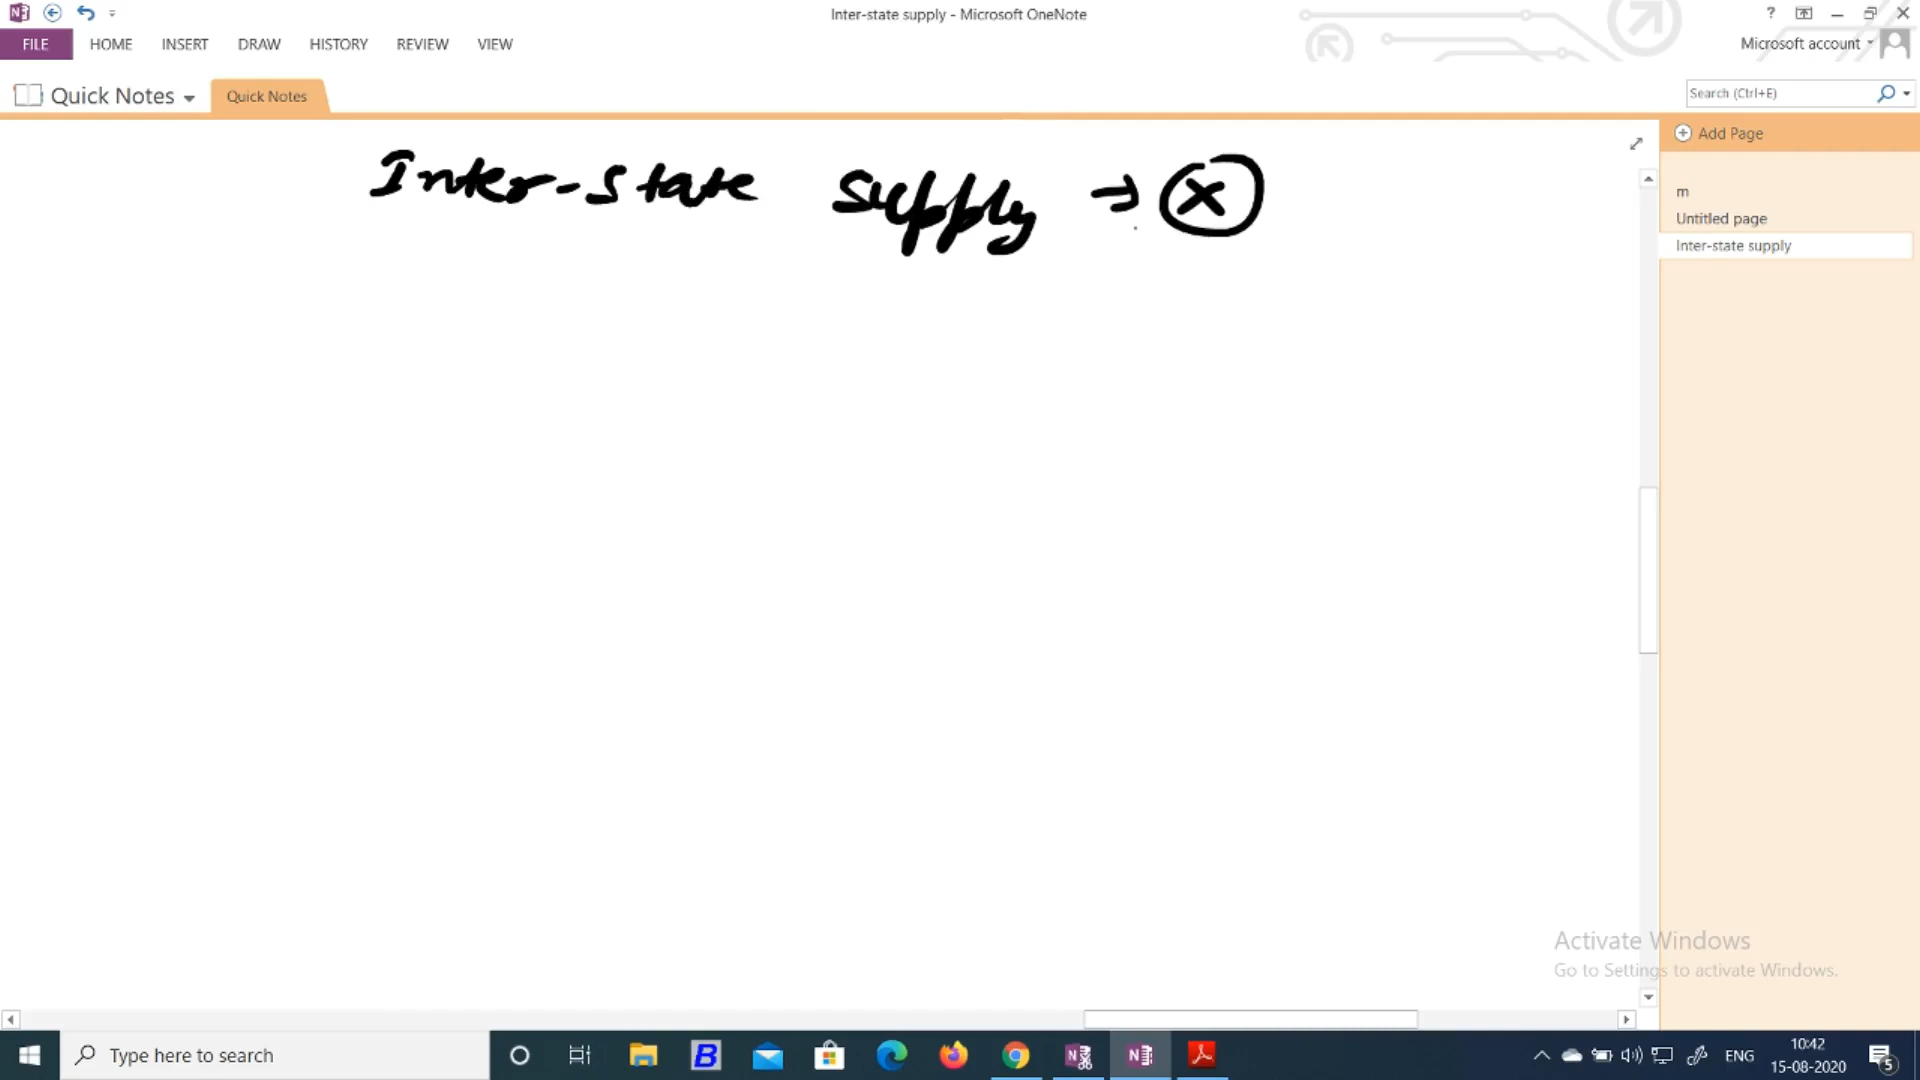 Inter-state supply - Microsoft OneNote
?
FILE HOME INSERT DRAW HISTORY REVIEW VIEW
Microsoft account
Quick Notes
Quick Notes
Search (Ctrl+E)
Add Page
m
Untitled page
Inter-state supply
Inter-State Supply → X
Activate Windows
Go to Settings to activate Windows.
Type here to search
B
ENG
10:42
15-08-2020
5